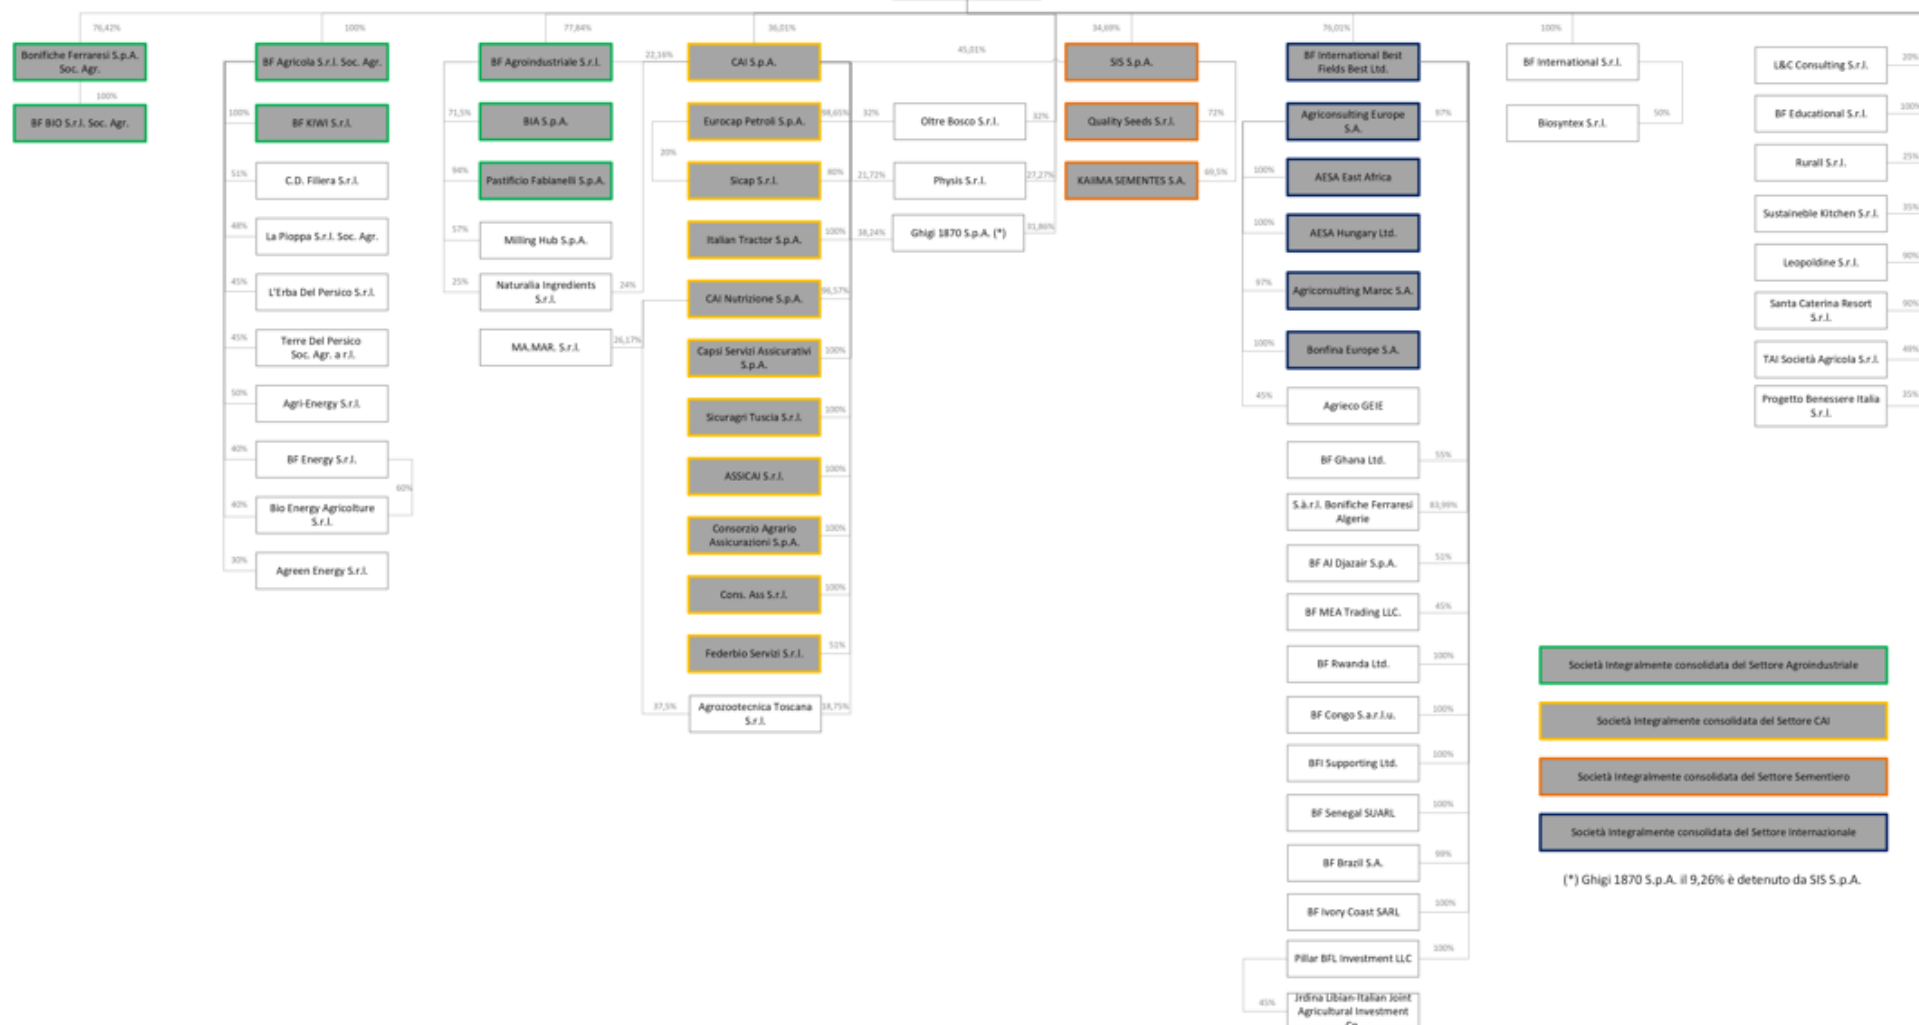 76,42%
100%
77,84%
36,01%
34,69%
76,01%
100%
Bonifiche Ferraresi S.p.A.
Soc. Agr.
100%
BF BIO S.r.l. Soc. Agr.
BF Agricola S.r.l. Soc. Agr.
100%
BF KIWI S.r.l.
51%
C.D. Filiera S.r.l.
48%
La Pioppa S.r.l. Soc. Agr.
45%
L'Erba Del Persico S.r.l.
45%
Terre Del Persico
Soc. Agr. a r.l.
50%
Agri-Energy S.r.l.
40%
BF Energy S.r.l.
60%
40%
Bio Energy Agricolture
S.r.l.
30%
Agreen Energy S.r.l.
BF Agroindustriale S.r.l.
22,16%
71,5%
BIA S.p.A.
94%
Pastificio Fabianelli S.p.A.
57%
Milling Hub S.p.A.
25%
Naturalia Ingredients
S.r.l.
24%
MA.MAR. S.r.l.
26,17%
CAI S.p.A.
45,01%
Eurocap Petroli S.p.A.
98,65%
20%
Sicap S.r.l.
80%
Italian Tractor S.p.A.
100%
CAI Nutrizione S.p.A.
96,57%
Capsi Servizi Assicurativi
S.p.A.
100%
Sicuragri Tuscia S.r.l.
100%
ASSICAI S.r.l.
100%
Consorzio Agrario
Assicurazioni S.p.A.
100%
Cons. Ass S.r.l.
100%
Federbio Servizi S.r.l.
51%
37,5%
Agrozootecnica Toscana
S.r.l.
18,75%
32%
Oltre Bosco S.r.l.
32%
21,72%
Physis S.r.l.
27,27%
38,24%
Ghigi 1870 S.p.A. (*)
31,86%
SIS S.p.A.
Quality Seeds S.r.l.
72%
KAIIMA SEMENTES S.A.
69,5%
BF International Best
Fields Best Ltd.
Agriconsulting Europe
S.A.
97%
100%
AESA East Africa
100%
AESA Hungary Ltd.
97%
Agriconsulting Maroc S.A.
100%
Bonfina Europe S.A.
45%
Agrieco GEIE
BF Ghana Ltd.
55%
S.à.r.l. Bonifiche Ferraresi
Algerie
83,99%
BF Al Djazair S.p.A.
51%
BF MEA Trading LLC.
45%
BF Rwanda Ltd.
100%
BF Congo S.a.r.l.u.
100%
BFI Supporting Ltd.
100%
BF Senegal SUARL
100%
BF Brazil S.A.
99%
BF Ivory Coast SARL
100%
Pillar BFL Investment LLC
100%
45%
Jrdina Libian-Italian Joint
Agricultural Investment
Co
BF International S.r.l.
Biosyntex S.r.l.
50%
L&C Consulting S.r.l.
20%
BF Educational S.r.l.
100%
Rurall S.r.l.
25%
Sustaineble Kitchen S.r.l.
35%
Leopoldine S.r.l.
90%
Santa Caterina Resort
S.r.l.
90%
TAI Società Agricola S.r.l.
49%
Progetto Benessere Italia
S.r.l.
35%
Società Integralmente consolidata del Settore Agroindustriale
Società Integralmente consolidata del Settore CAI
Società Integralmente consolidata del Settore Sementiero
Società Integralmente consolidata del Settore Internazionale
(*) Ghigi 1870 S.p.A. il 9,26% è detenuto da SIS S.p.A.